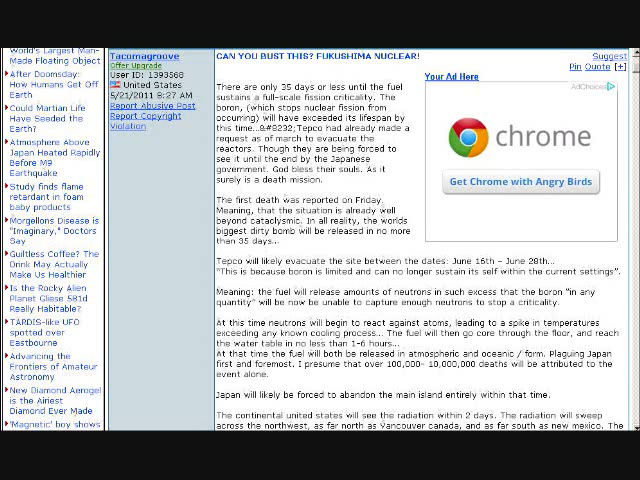 World's Largest Man-
Made Floating Object
After Doomsday:
How Humans Get Off
Earth
Could Martian Life
Have Seeded the
Earth?
Atmosphere Above
Japan Heated Rapidly
Before M9
Earthquake
Study finds flame
retardant in foam
baby products
Morgellons Disease is
"Imaginary," Doctors
Say
Guiltless Coffee? The
Drink May Actually
Make Us Healthier
Is the Rocky Alien
Planet Gliese 581d
Really Habitable?
TARDIS-like UFO
spotted over
Eastbourne
Advancing the
Frontiers of Amateur
Astronomy
New Diamond Aerogel
is the Airiest
Diamond Ever Made
'Magnetic' boy shows
Tacomagroove
Offer Upgrade
User ID: 1393568
United States
5/21/2011 8:27 AM
Report Abusive Post
Report Copyright
Violation
CAN YOU BUST THIS? FUKUSHIMA NUCLEAR!
Suggest
Pin Quote [+]
Your Ad Here
AdChoices
chrome
Get Chrome with Angry Birds
There are only 35 days or less until the fuel
sustains a full-scale fission criticality. The
boron, (which stops nuclear fission from
occurring) will have exceeded its lifespan by
this time...&#8232;Tepco had already made a
request as of march to evacuate the
reactors. Though they are being forced to
see it until the end by the Japanese
government. God bless their souls. As it
surely is a death mission.
The first death was reported on Friday.
Meaning, that the situation is already well
beyond cataclysmic. In all reality, the worlds
biggest dirty bomb will be released in no more
than 35 days...
Tepco will likely evacuate the site between the dates: June 16th – June 28th...
"This is because boron is limited and can no longer sustain its self within the current settings".
Meaning: the fuel will release amounts of neutrons in such excess that the boron "in any
quantity" will be now be unable to capture enough neutrons to stop a criticality.
At this time neutrons will begin to react against atoms, leading to a spike in temperatures
exceeding any known cooling process... The fuel will then go core through the floor, and reach
the water table in no less than 1-6 hours...
At that time the fuel will both be released in atmospheric and oceanic / form. Plaguing Japan
first and foremost. I presume that over 100,000- 10,000,000 deaths will be attributed to the
event alone.
Japan will likely be forced to abandon the main island entirely within that time.
The continental united states will see the radiation within 2 days. The radiation will sweep
across the northwest, as far north as Vancouver canada, and as far south as new mexico. The